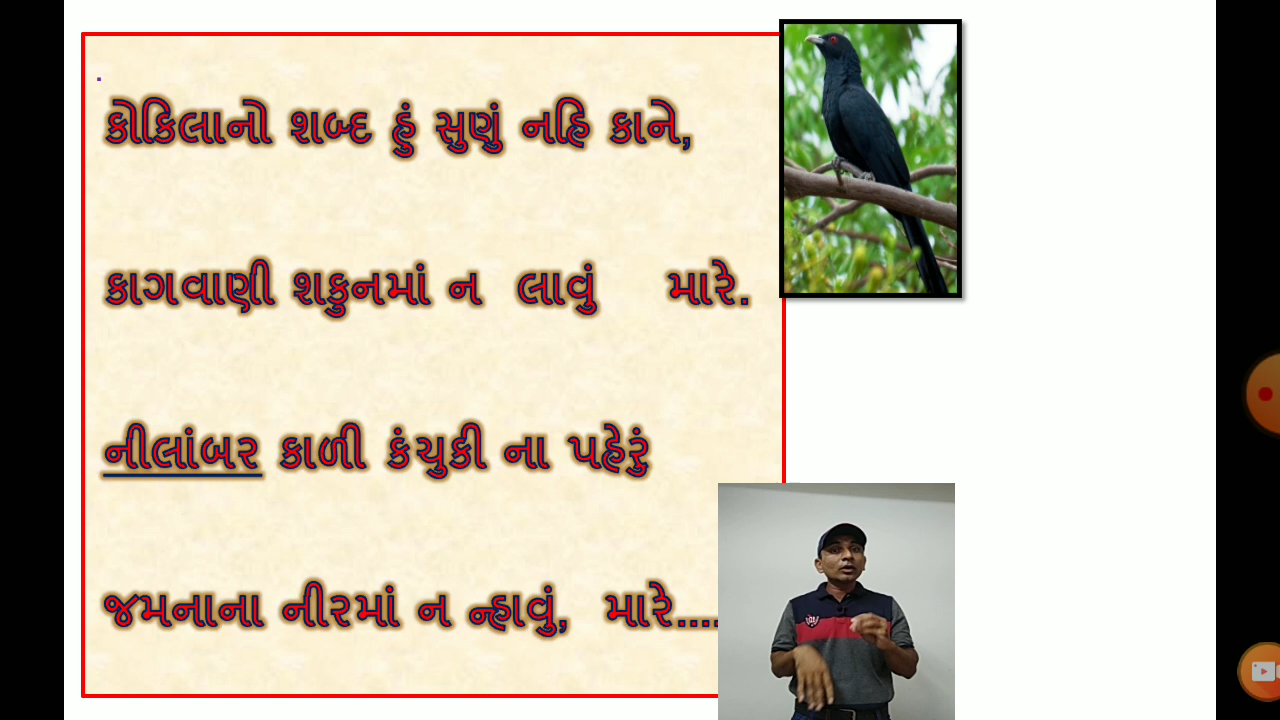 કોકિલાનો શબ્દ હું સુણું નહિ કાને,
કાગવાણી શકુનમાં ન લાવું મારે.
નીલાંબર કાળી કંચુકી ના પહેરું
જમનાના નીરમાં ન ન્હાવું, મારે....